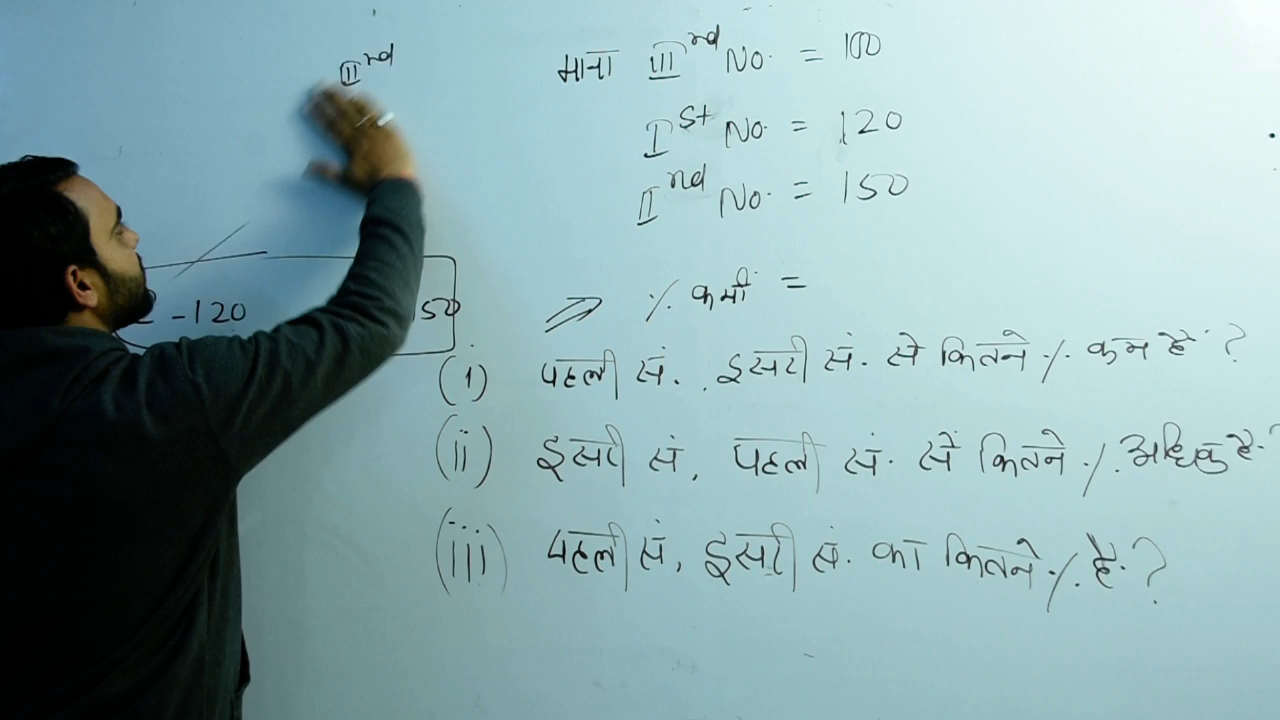 IInd
माना IIIrd No. = 100
Ist No. = 120
IInd No. = 150
-120
150
⇒ % कमी =
(i) पहली सं. दूसरी सं. से कितने % कम है ?
(ii) दूसरी सं, पहली सं. से कितने % अधिक है ?
(iii) पहली सं, दूसरी सं. का कितने % है ?